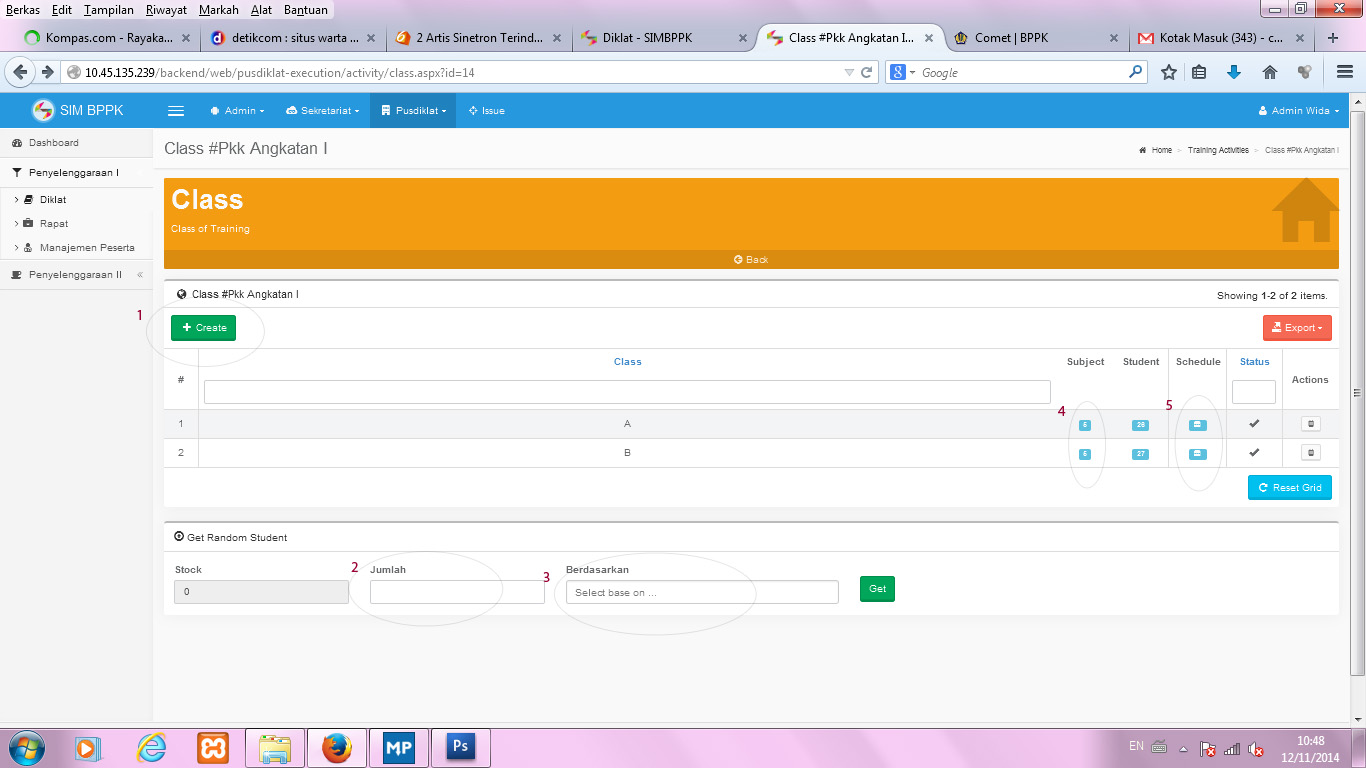 Berkas Edit Tampilan Riwayat Markah Alat Bantuan
Kompas.com - Rayaka... detikcom : situs warta ... 2 Artis Sinetron Terind... Diklat - SIMBPPK Class #Pkk Angkatan I... Comet | BPPK Kotak Masuk (343) - c...
10.45.135.239/backend/web/pusdiklat-execution/activity/class.aspx?id=14 Google
SIM BPPK Admin Sekretariat Pusdiklat Issue Admin Wida
Dashboard
Class #Pkk Angkatan I
Home > Training Activities > Class #Pkk Angkatan I
Penyelenggaraan I
Diklat
Rapat
Manajemen Peserta
Penyelenggaraan II
Class
Class of Training
Back
Class #Pkk Angkatan I
Showing 1-2 of 2 items.
1
Create
Export
# Class Subject Student Schedule Status Actions
4 5
1 A 5 28
2 B 5 27
Reset Grid
Get Random Student
2 3
Stock Jumlah Berdasarkan
0 Select base on ... Get
MP Ps
EN 10:48
12/11/2014